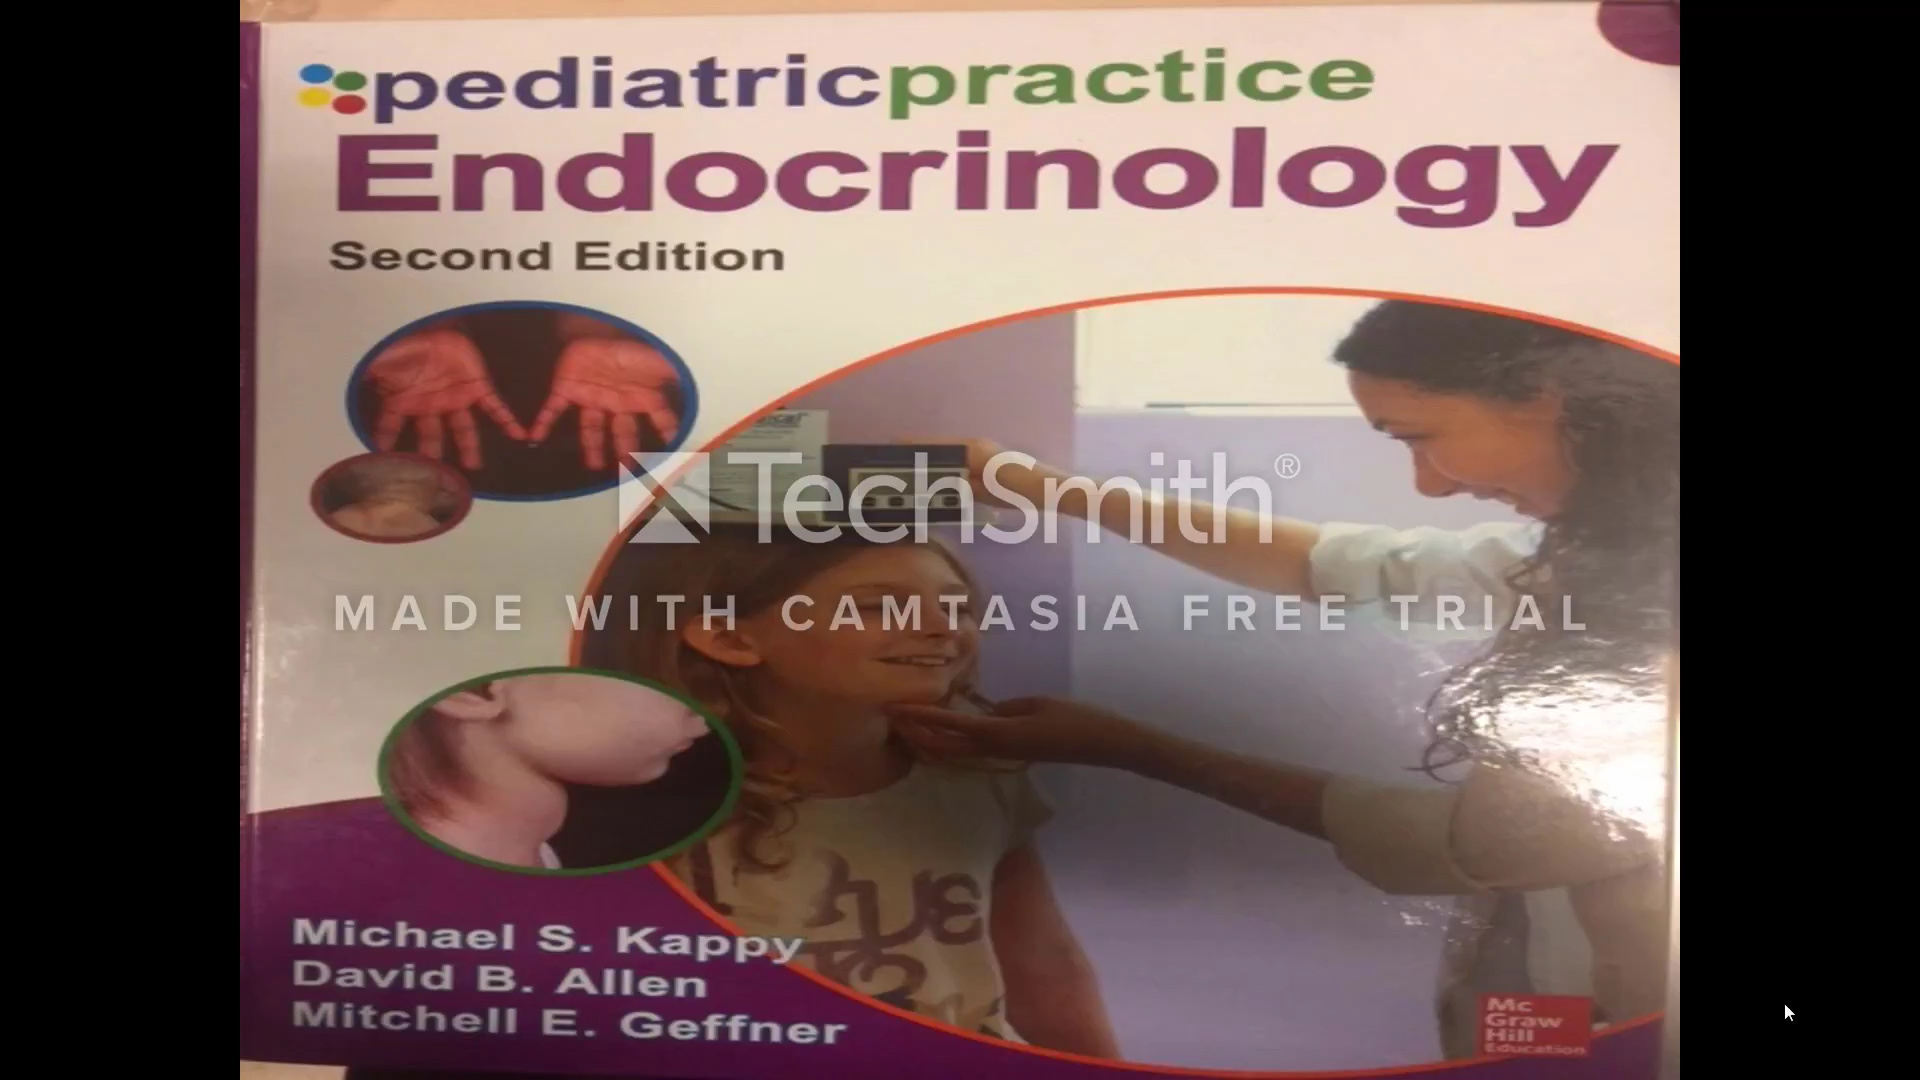 pediatricpractice
Endocrinology
Second Edition
TechSmith®
MADE WITH CAMTASIA FREE TRIAL
Michael S. Kappy
David B. Allen
Mitchell E. Geffner
Mc
Graw
Hill
Education